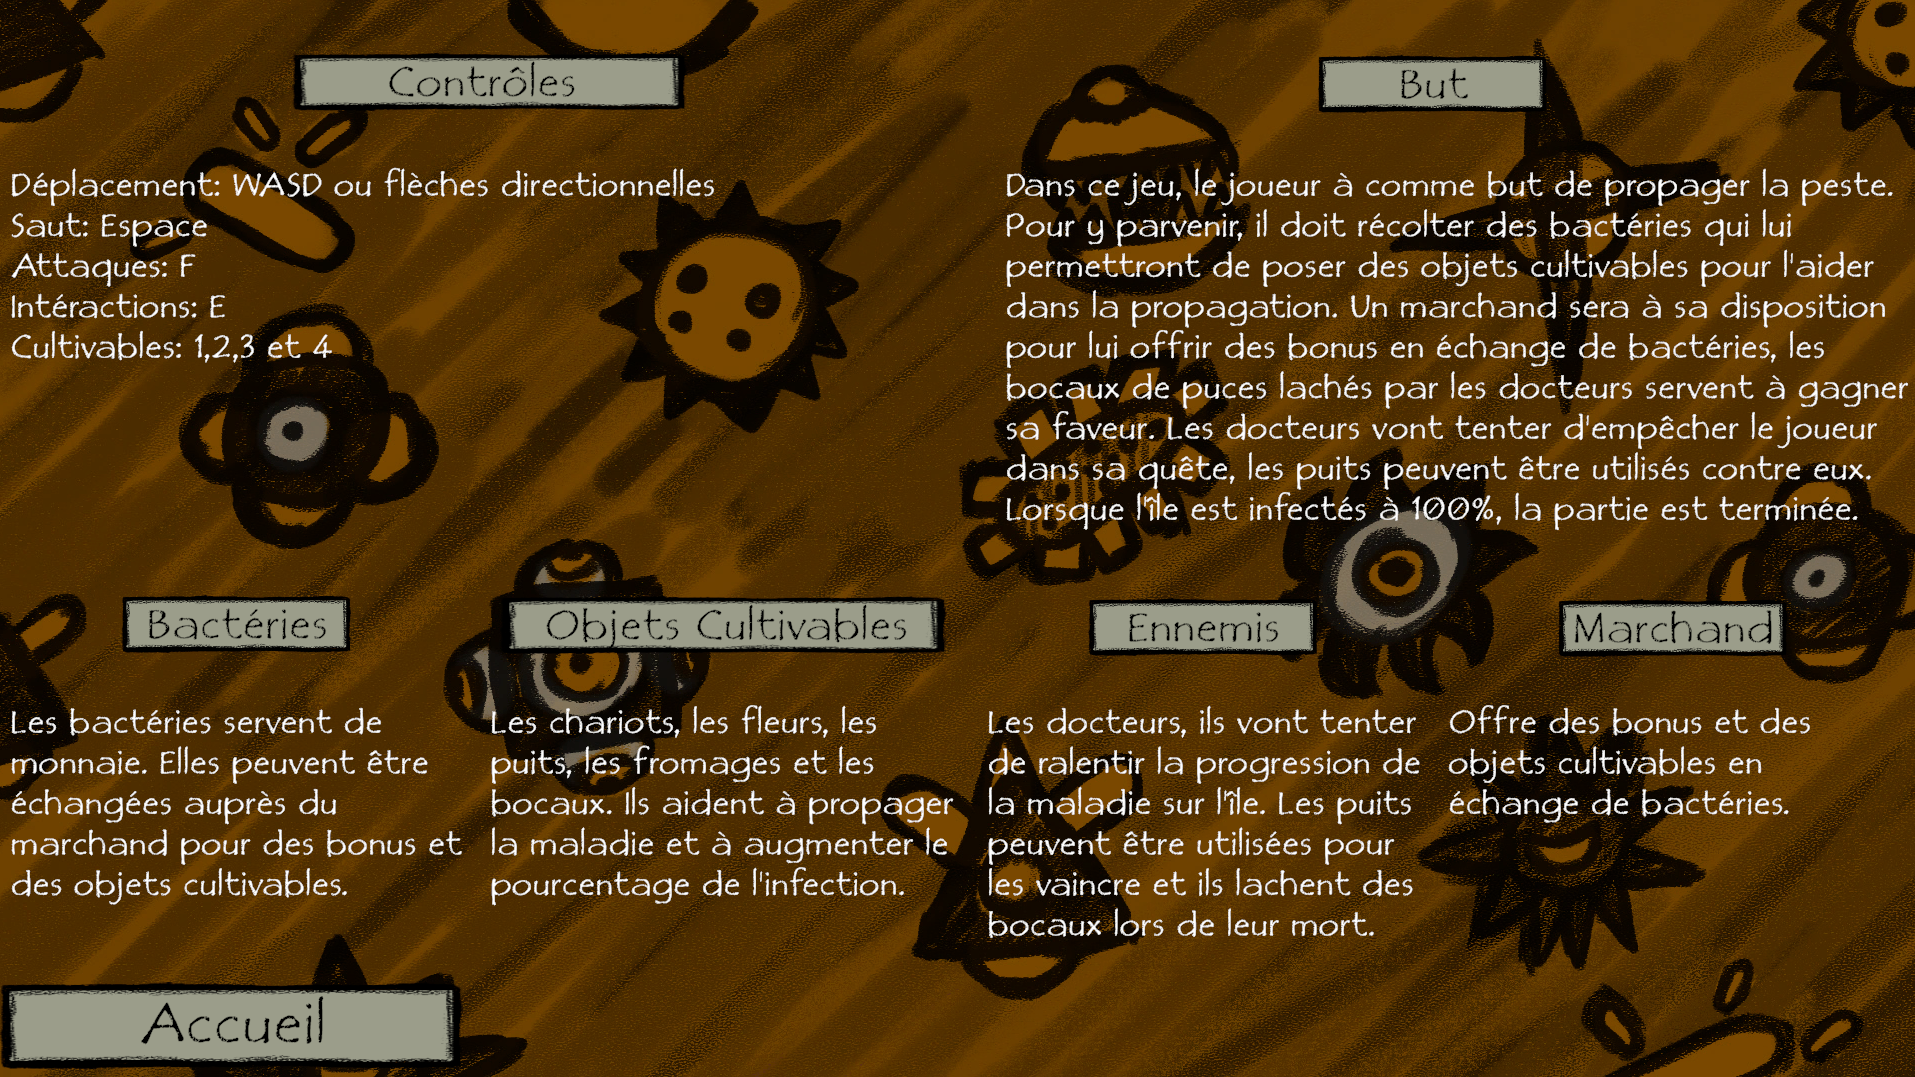 Contrôles
Déplacement: WASD ou flèches directionnelles
Saut: Espace
Attaques: F
Intéractions: E
Cultivables: 1,2,3 et 4
But
Dans ce jeu, le joueur à comme but de propager la peste.
Pour y parvenir, il doit récolter des bactéries qui lui
permettront de poser des objets cultivables pour l'aider
dans la propagation. Un marchand sera à sa disposition
pour lui offrir des bonus en échange de bactéries, les
bocaux de puces lachés par les docteurs servent à gagner
sa faveur. Les docteurs vont tenter d'empêcher le joueur
dans sa quête, les puits peuvent être utilisés contre eux.
Lorsque l'île est infectés à 100%, la partie est terminée.
Bactéries
Les bactéries servent de
monnaie. Elles peuvent être
échangées auprès du
marchand pour des bonus et
des objets cultivables.
Objets Cultivables
Les chariots, les fleurs, les
puits, les fromages et les
bocaux. Ils aident à propager
la maladie et à augmenter le
pourcentage de l'infection.
Ennemis
Les docteurs, ils vont tenter
de ralentir la progression de
la maladie sur l'île. Les puits
peuvent être utilisées pour
les vaincre et ils lachent des
bocaux lors de leur mort.
Marchand
Offre des bonus et des
objets cultivables en
échange de bactéries.
Accueil